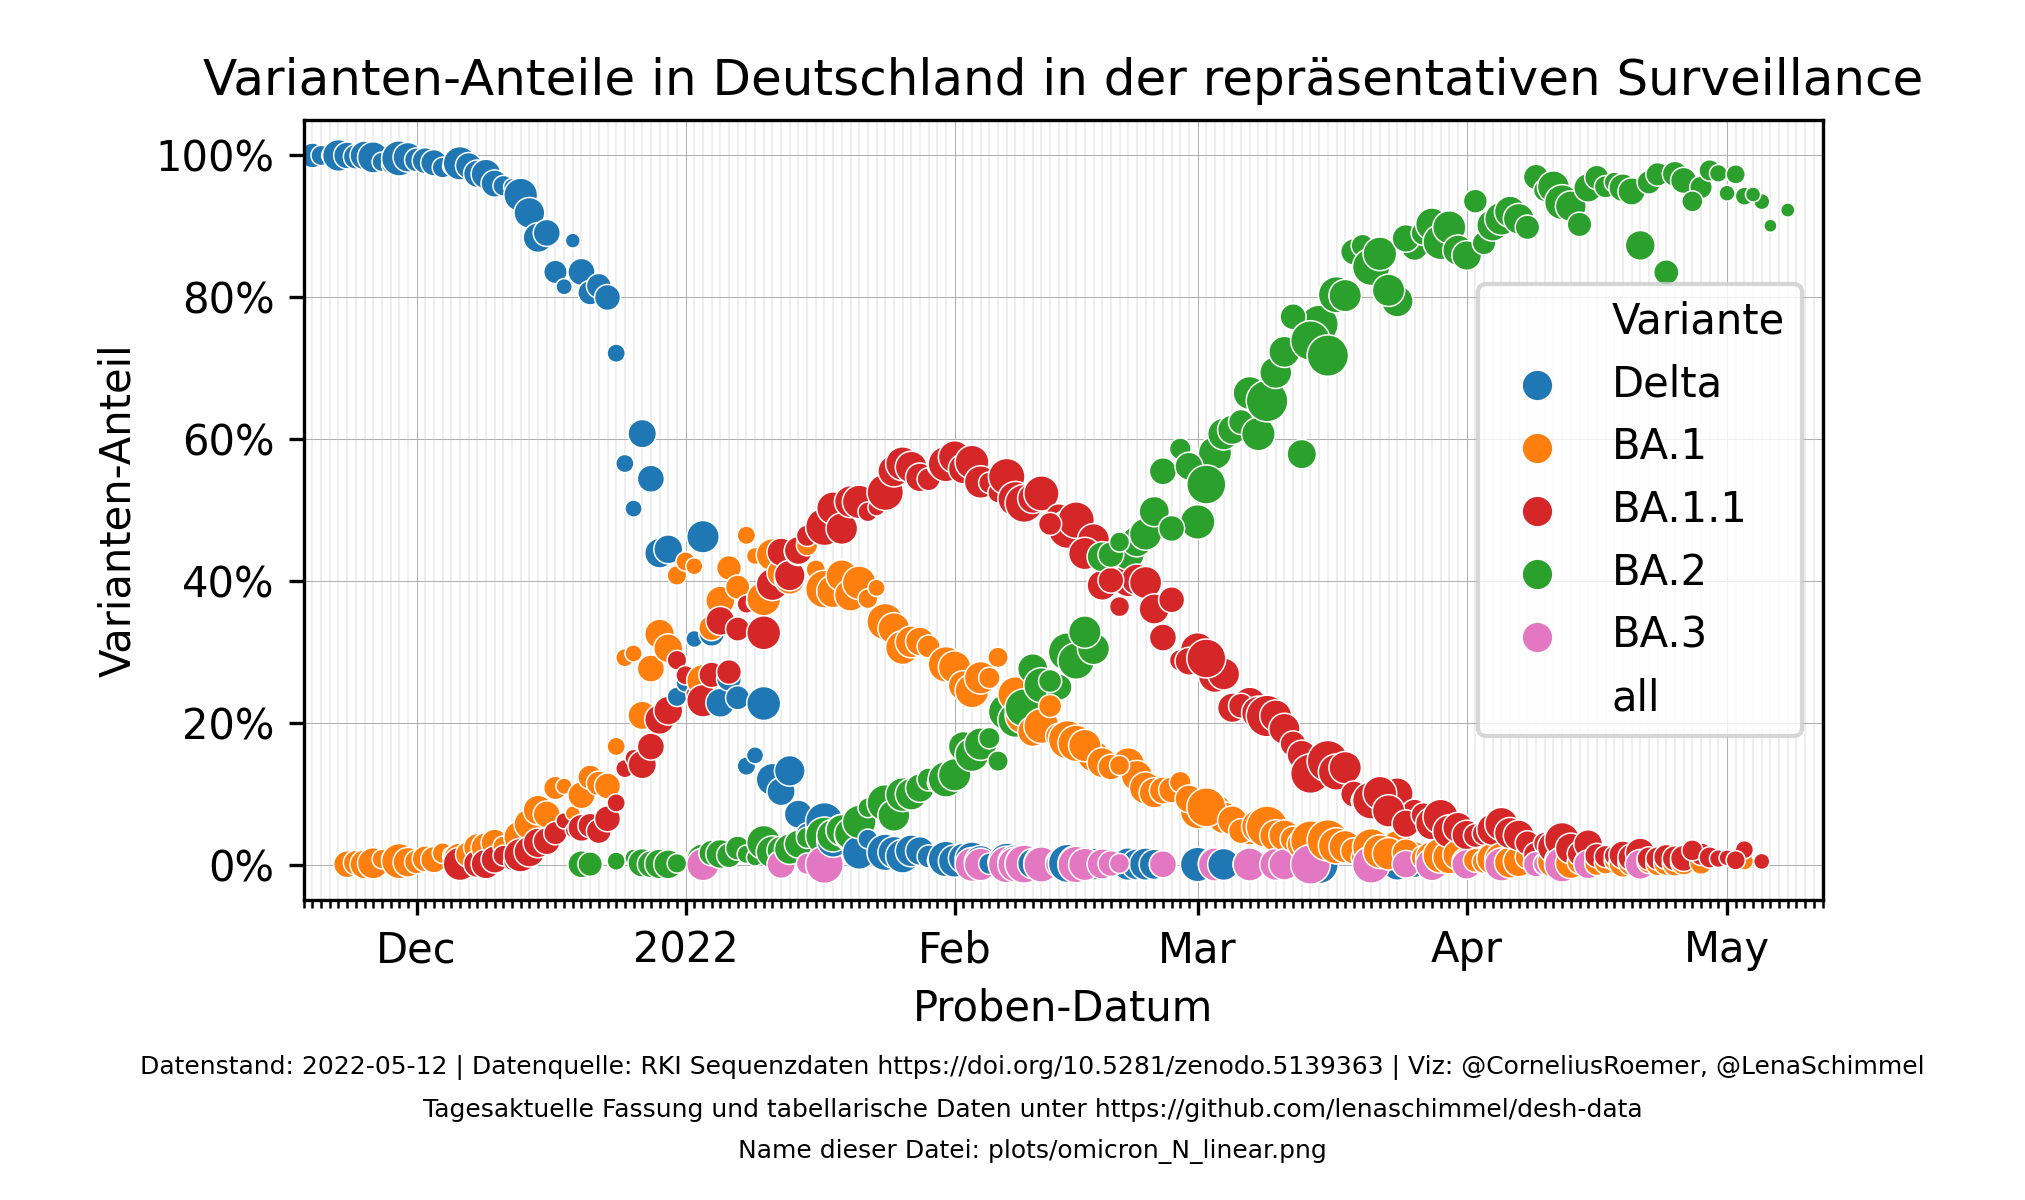 Varianten-Anteile in Deutschland in der repräsentativen Surveillance
Varianten-Anteil
100%
80%
60%
40%
20%
0%
Variante
Delta
BA.1
BA.1.1
BA.2
BA.3
all
Dec
2022
Feb
Mar
Apr
May
Proben-Datum
Datenstand: 2022-05-12 | Datenquelle: RKI Sequenzdaten https://doi.org/10.5281/zenodo.5139363 | Viz: @CorneliusRoemer, @LenaSchimmel
Tagesaktuelle Fassung und tabellarische Daten unter https://github.com/lenaschimmel/desh-data
Name dieser Datei: plots/omicron_N_linear.png